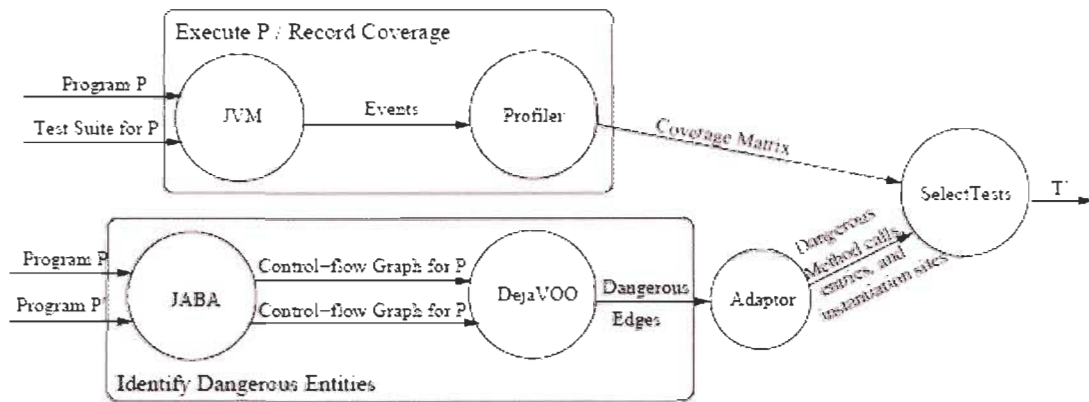 Execute P / Record Coverage
Program P
Test Suite for P
JVM
Events
Profiler
Coverage Matrix
SelectTests
T'
Program P
Program P'
JABA
Control-flow Graph for P
Control-flow Graph for P
DejaVOO
Dangerous
Edges
Adaptor
Dangerous
Method calls
entries, and
instantiation sites
Identify Dangerous Entities